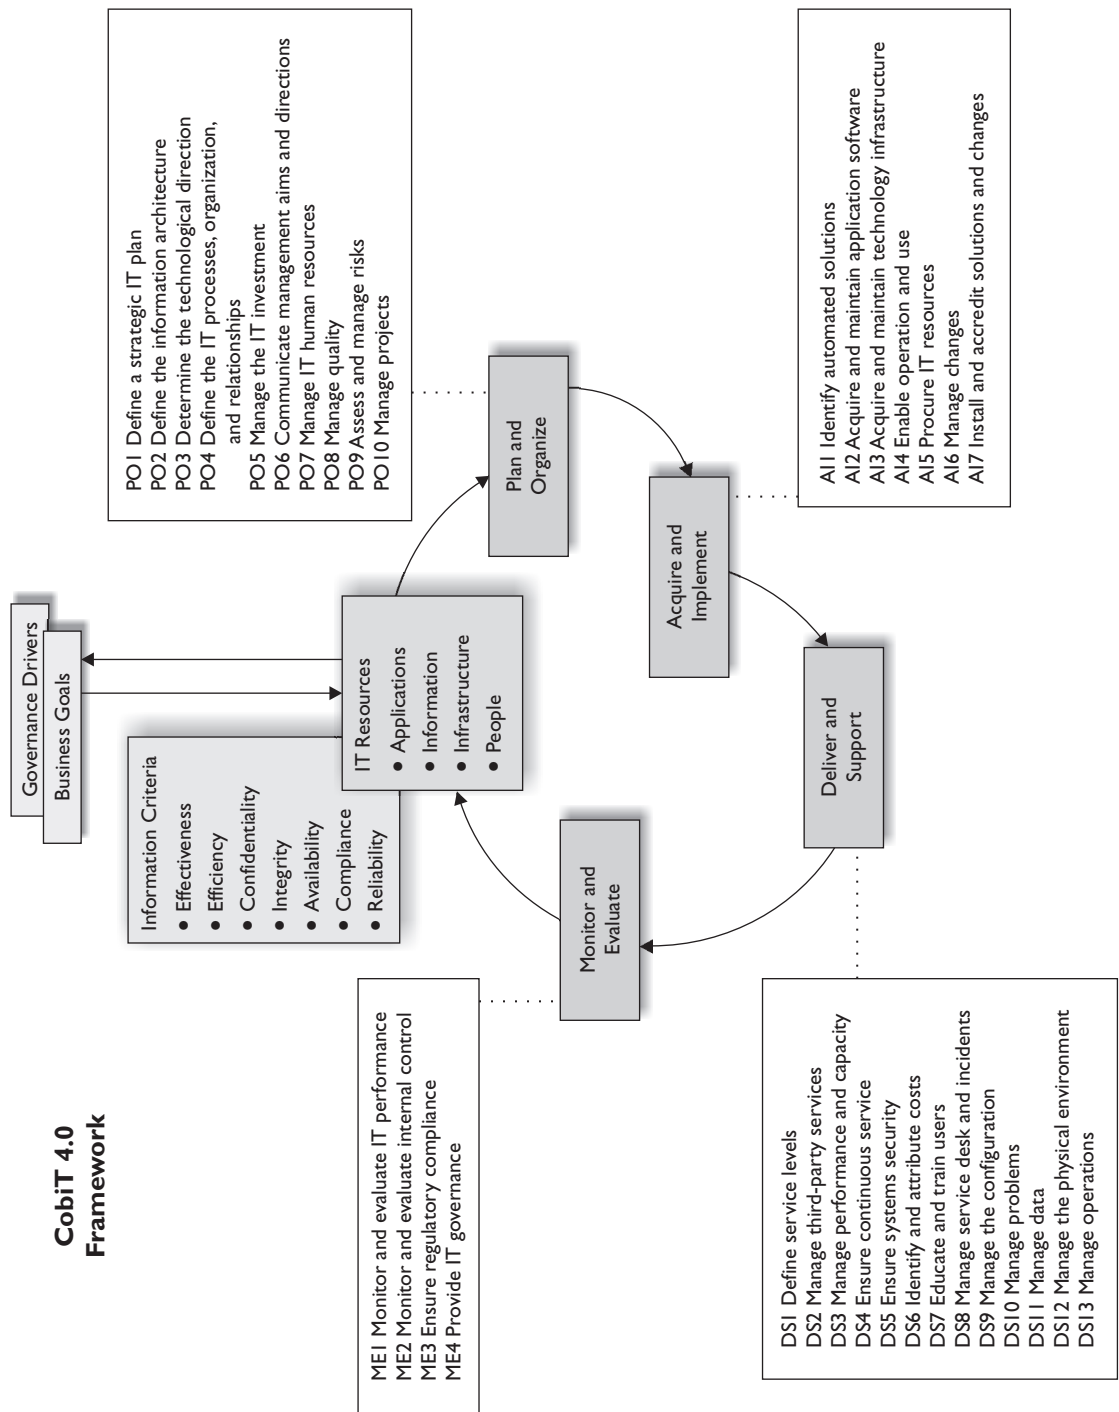 CobiT 4.0
Framework
Governance Drivers
Business Goals
Information Criteria
● Effectiveness
● Efficiency
● Confidentiality
● Integrity
● Availability
● Compliance
● Reliability
IT Resources
● Applications
● Information
● Infrastructure
● People
PO1 Define a strategic IT plan
PO2 Define the information architecture
PO3 Determine the technological direction
PO4 Define the IT processes, organization,
and relationships
PO5 Manage the IT investment
PO6 Communicate management aims and directions
PO7 Manage IT human resources
PO8 Manage quality
PO9 Assess and manage risks
PO10 Manage projects
Plan and
Organize
Acquire and
Implement
AI1 Identify automated solutions
AI2 Acquire and maintain application software
AI3 Acquire and maintain technology infrastructure
AI4 Enable operation and use
AI5 Procure IT resources
AI6 Manage changes
AI7 Install and accredit solutions and changes
Deliver and
Support
DS1 Define service levels
DS2 Manage third-party services
DS3 Manage performance and capacity
DS4 Ensure continuous service
DS5 Ensure systems security
DS6 Identify and attribute costs
DS7 Educate and train users
DS8 Manage service desk and incidents
DS9 Manage the configuration
DS10 Manage problems
DS11 Manage data
DS12 Manage the physical environment
DS13 Manage operations
Monitor and
Evaluate
ME1 Monitor and evaluate IT performance
ME2 Monitor and evaluate internal control
ME3 Ensure regulatory compliance
ME4 Provide IT governance